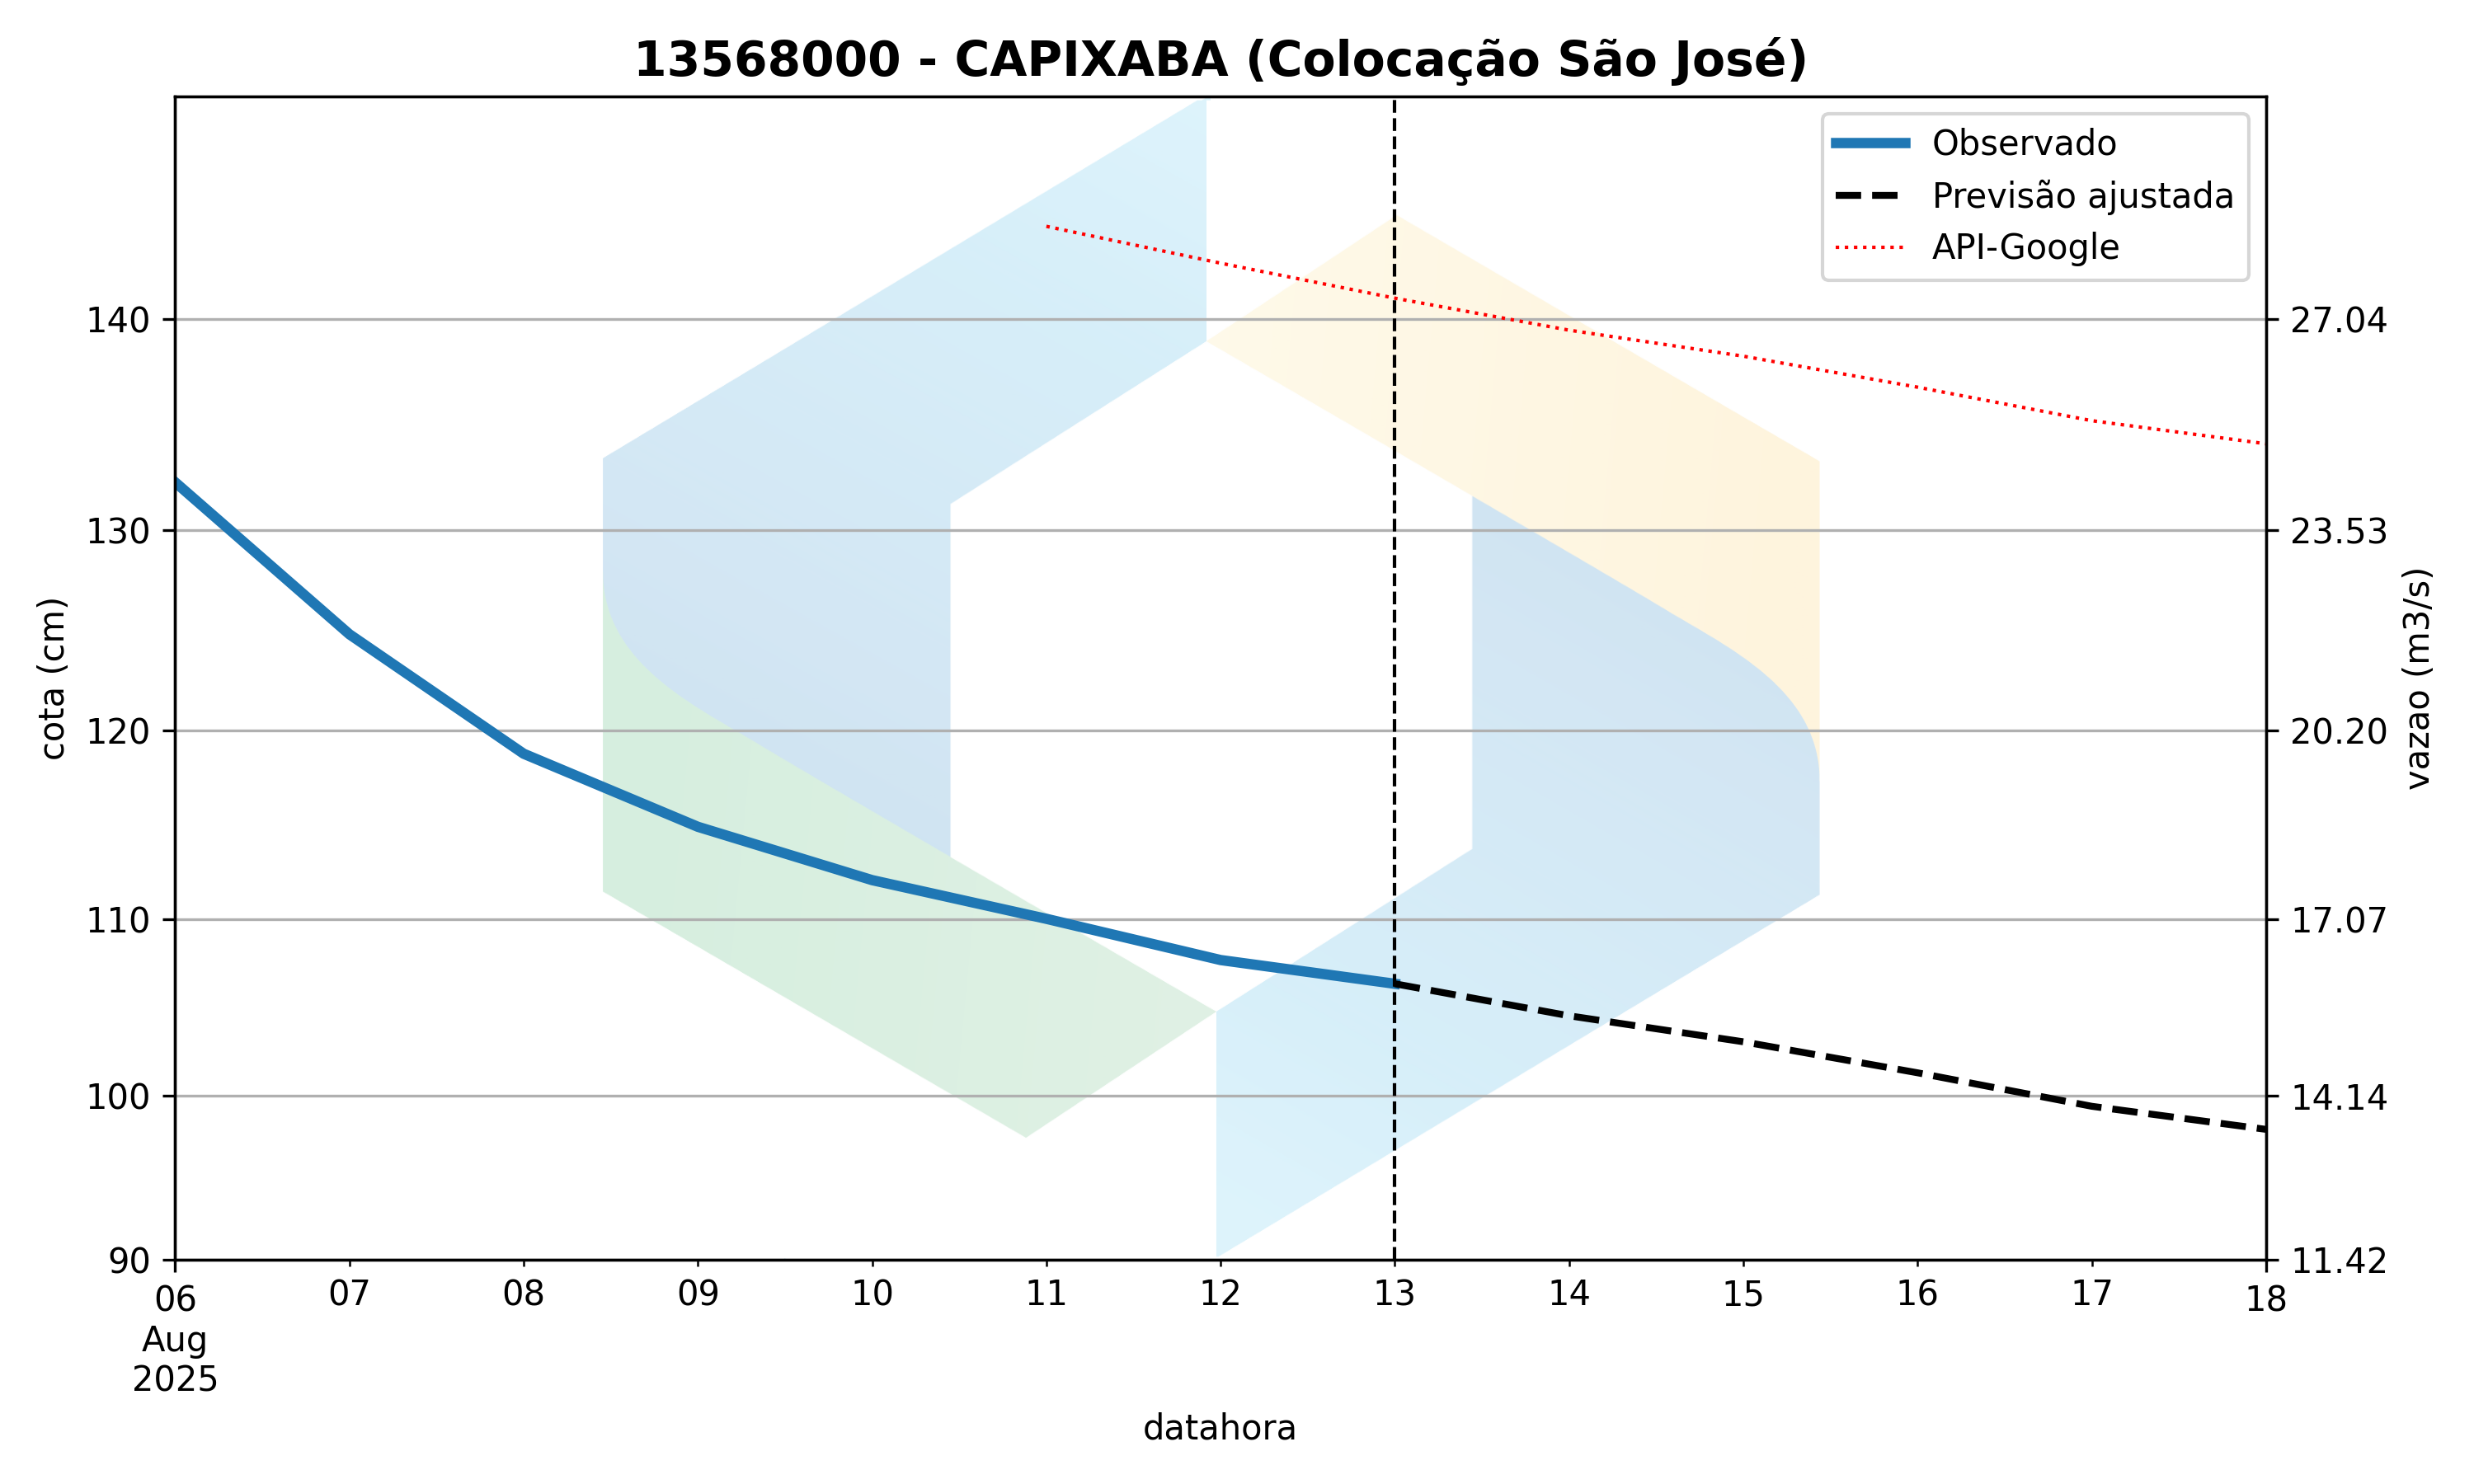 13568000 - CAPIXABA (Colocação São José)
Observado
Previsão ajustada
API-Google
cota (cm)
140
130
120
110
100
90
27.04
23.53
20.20
17.07
14.14
11.42
vazao (m3/s)
06 07 08 09 10 11 12 13 14 15 16 17 18
Aug
2025
datahora